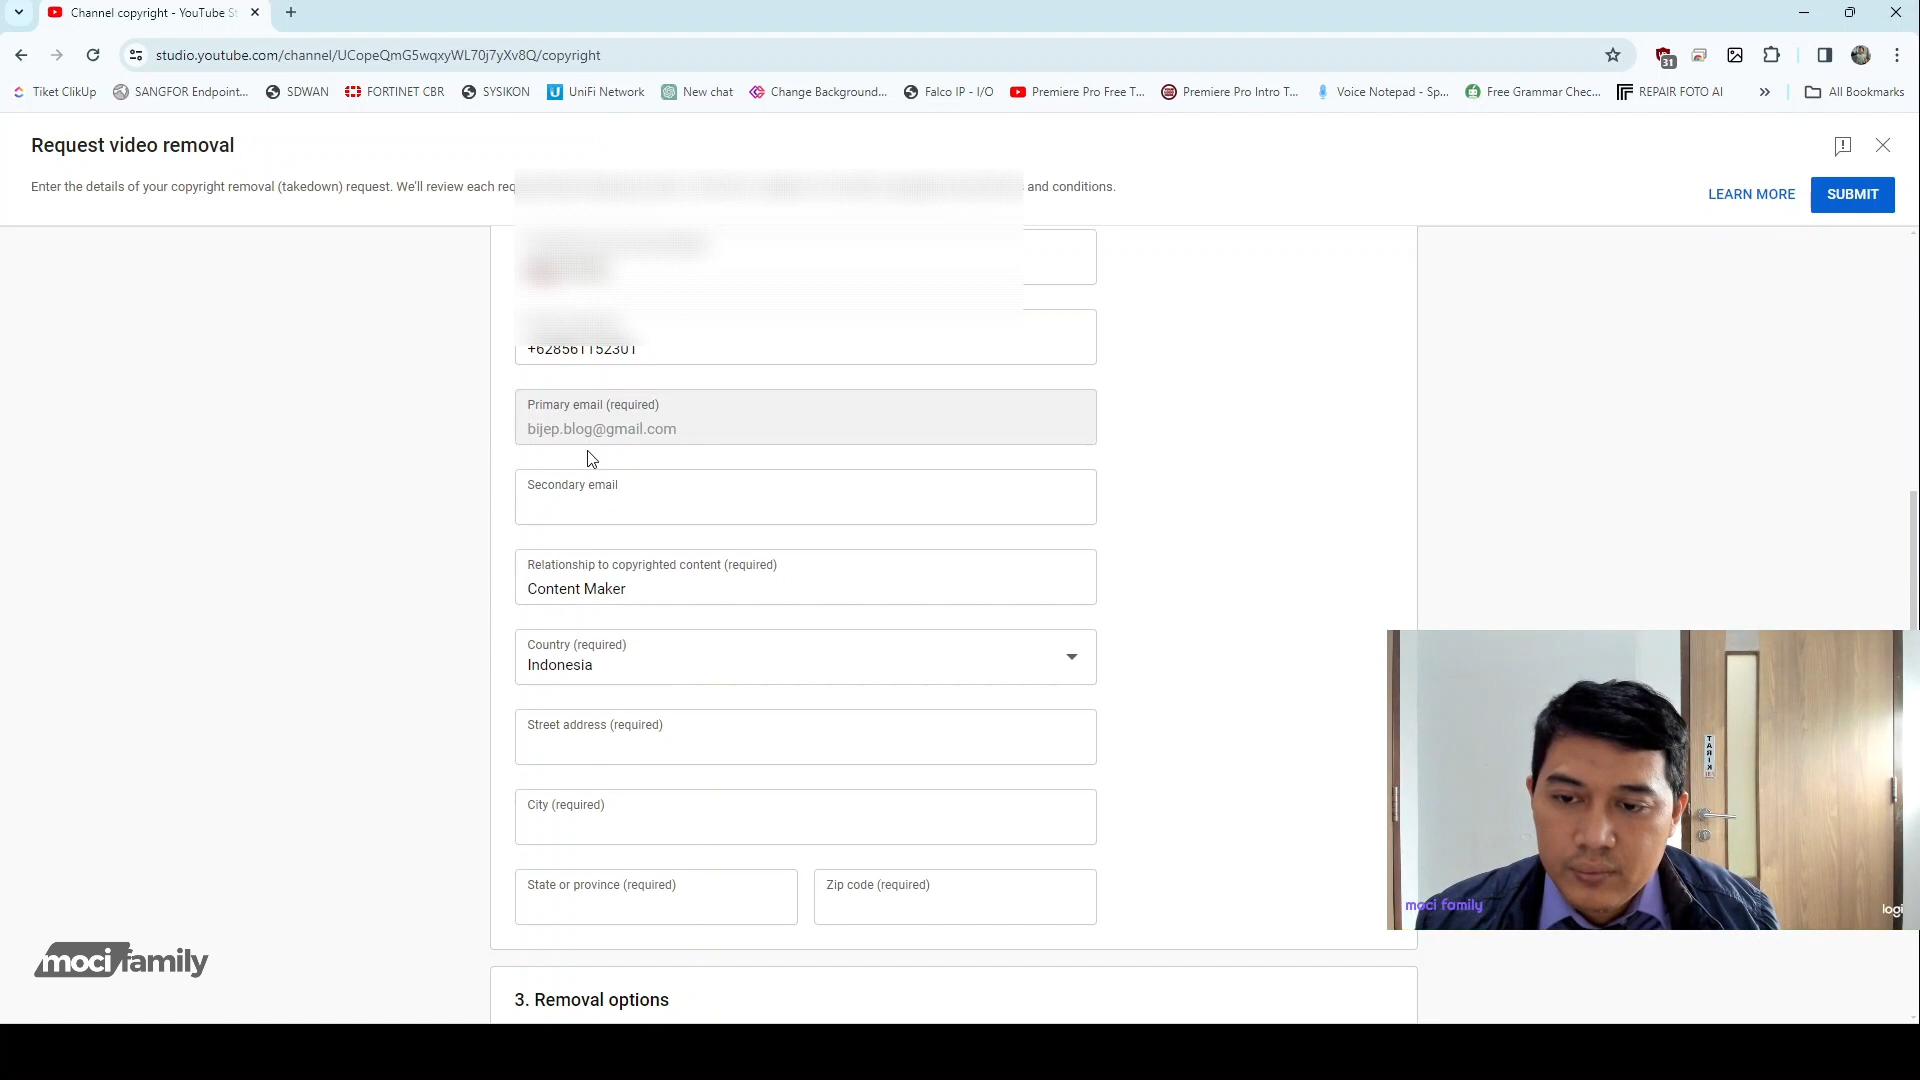 Channel copyright - YouTube St
studio.youtube.com/channel/UCopeQmG5wqxyWL70j7yXv8Q/copyright
31
Tiket ClikUp
SANGFOR Endpoint...
SDWAN
FORTINET CBR
SYSIKON
UniFi Network
New chat
Change Background...
Falco IP - I/O
Premiere Pro Free T...
Premiere Pro Intro T...
Voice Notepad - Sp...
Free Grammar Chec...
REPAIR FOTO AI
All Bookmarks
Request video removal
Enter the details of your copyright removal (takedown) request. We'll review each req
and conditions.
LEARN MORE
SUBMIT
+628561152301
Primary email (required)
bijep.blog@gmail.com
Secondary email
Relationship to copyrighted content (required)
Content Maker
Country (required)
Indonesia
Street address (required)
City (required)
State or province (required)
Zip code (required)
3. Removal options
TARIK
moci family
logi
moci family